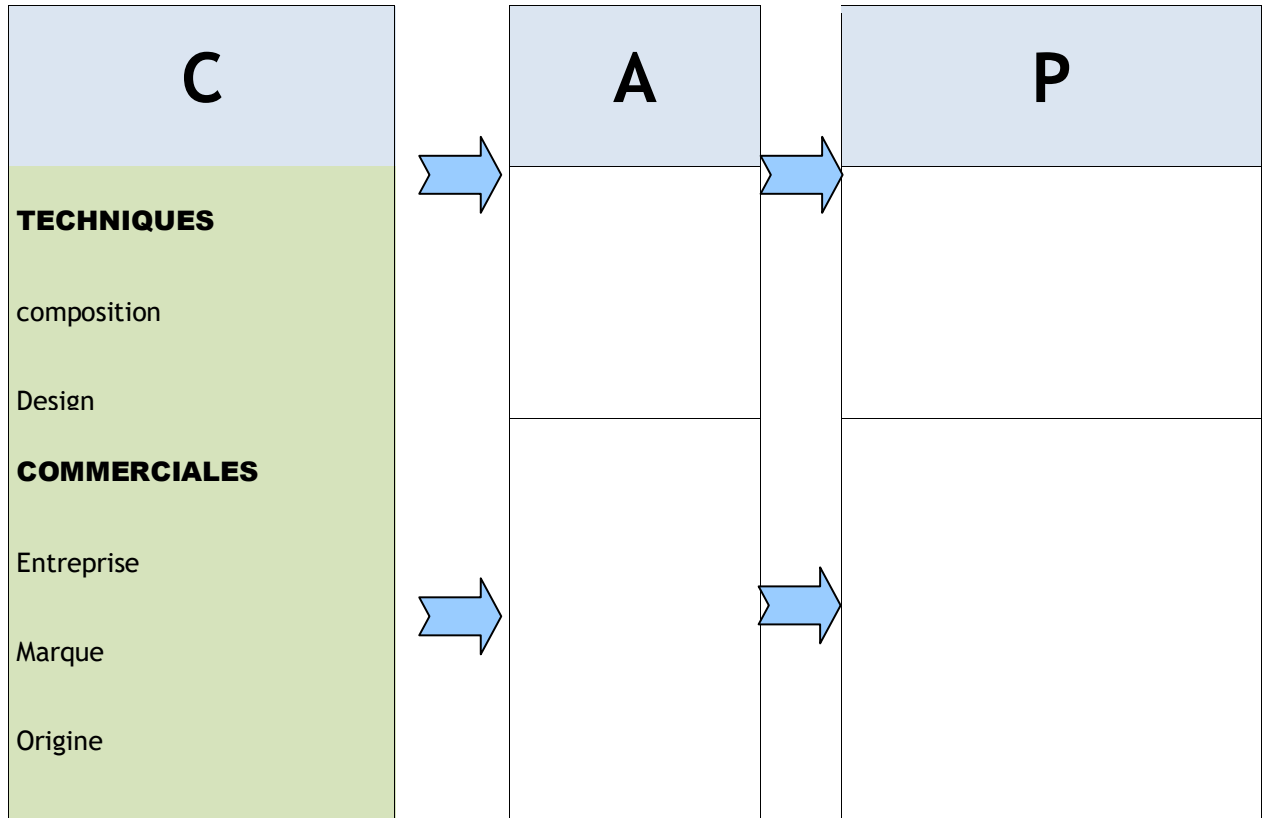 C
A
P
TECHNIQUES
composition
Design
COMMERCIALES
Entreprise
Marque
Origine